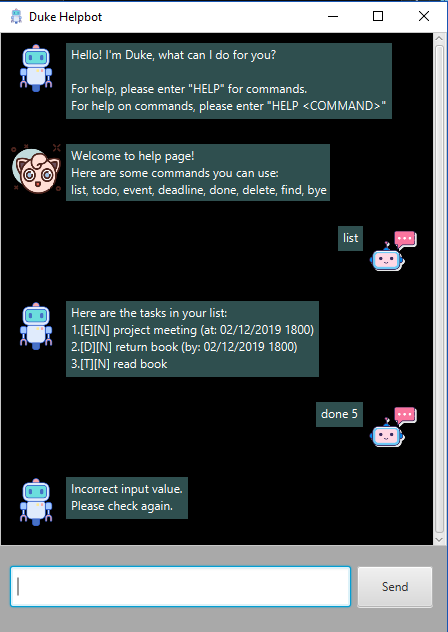 Duke Helpbot
Hello! I'm Duke, what can I do for you?
For help, please enter "HELP" for commands.
For help on commands, please enter "HELP <COMMAND>"
Welcome to help page!
Here are some commands you can use:
list, todo, event, deadline, done, delete, find, bye
list
Here are the tasks in your list:
1.[E][N] project meeting (at: 02/12/2019 1800)
2.[D][N] return book (by: 02/12/2019 1800)
3.[T][N] read book
done 5
Incorrect input value.
Please check again.
Send